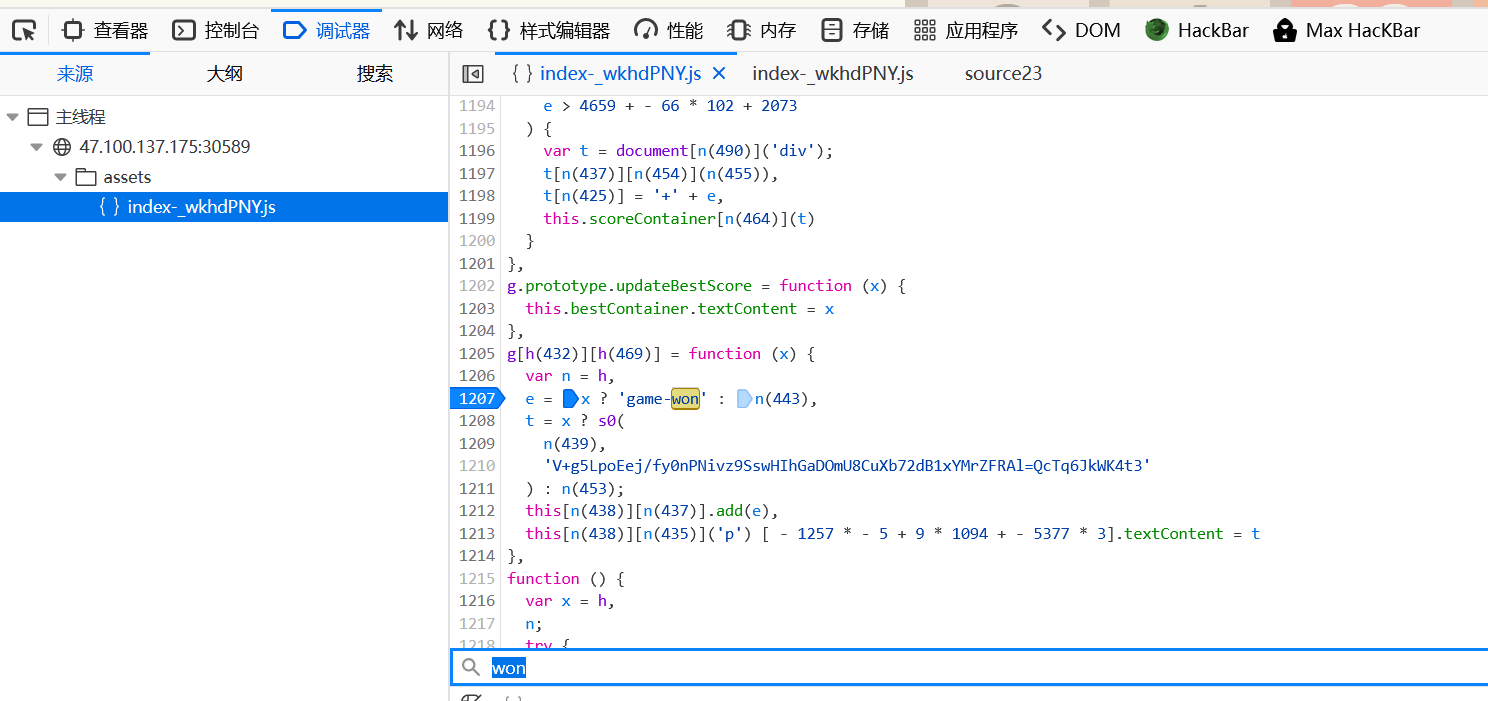 查看器 控制台 调试器 网络 {} 样式编辑器 性能 内存 存储 应用程序 DOM HackBar Max HacKBar
来源 大纲 搜索
{ } index-_wkhdPNY.js index-_wkhdPNY.js source23
主线程
47.100.137.175:30589
assets
{ } index-_wkhdPNY.js
1194 e > 4659 + - 66 * 102 + 2073
1195 ) {
1196 var t = document[n(490)]('div');
1197 t[n(437)][n(454)](n(455)),
1198 t[n(425)] = '+' + e,
1199 this.scoreContainer[n(464)](t)
1200 }
1201 },
1202 g.prototype.updateBestScore = function (x) {
1203 this.bestContainer.textContent = x
1204 },
1205 g[h(432)][h(469)] = function (x) {
1206 var n = h,
1207 e = x ? 'game-won' : n(443),
1208 t = x ? s0(
1209 n(439),
1210 'V+g5LpoEej/fy0nPNivz9SswHIhGaDOmU8CuXb72dB1xYMrZFRAl=QcTq6JkWK4t3'
1211 ) : n(453);
1212 this[n(438)][n(437)].add(e),
1213 this[n(438)][n(435)]('p') [ - 1257 * - 5 + 9 * 1094 + - 5377 * 3].textContent = t
1214 },
1215 function () {
1216 var x = h,
1217 n;
1218 try {
won